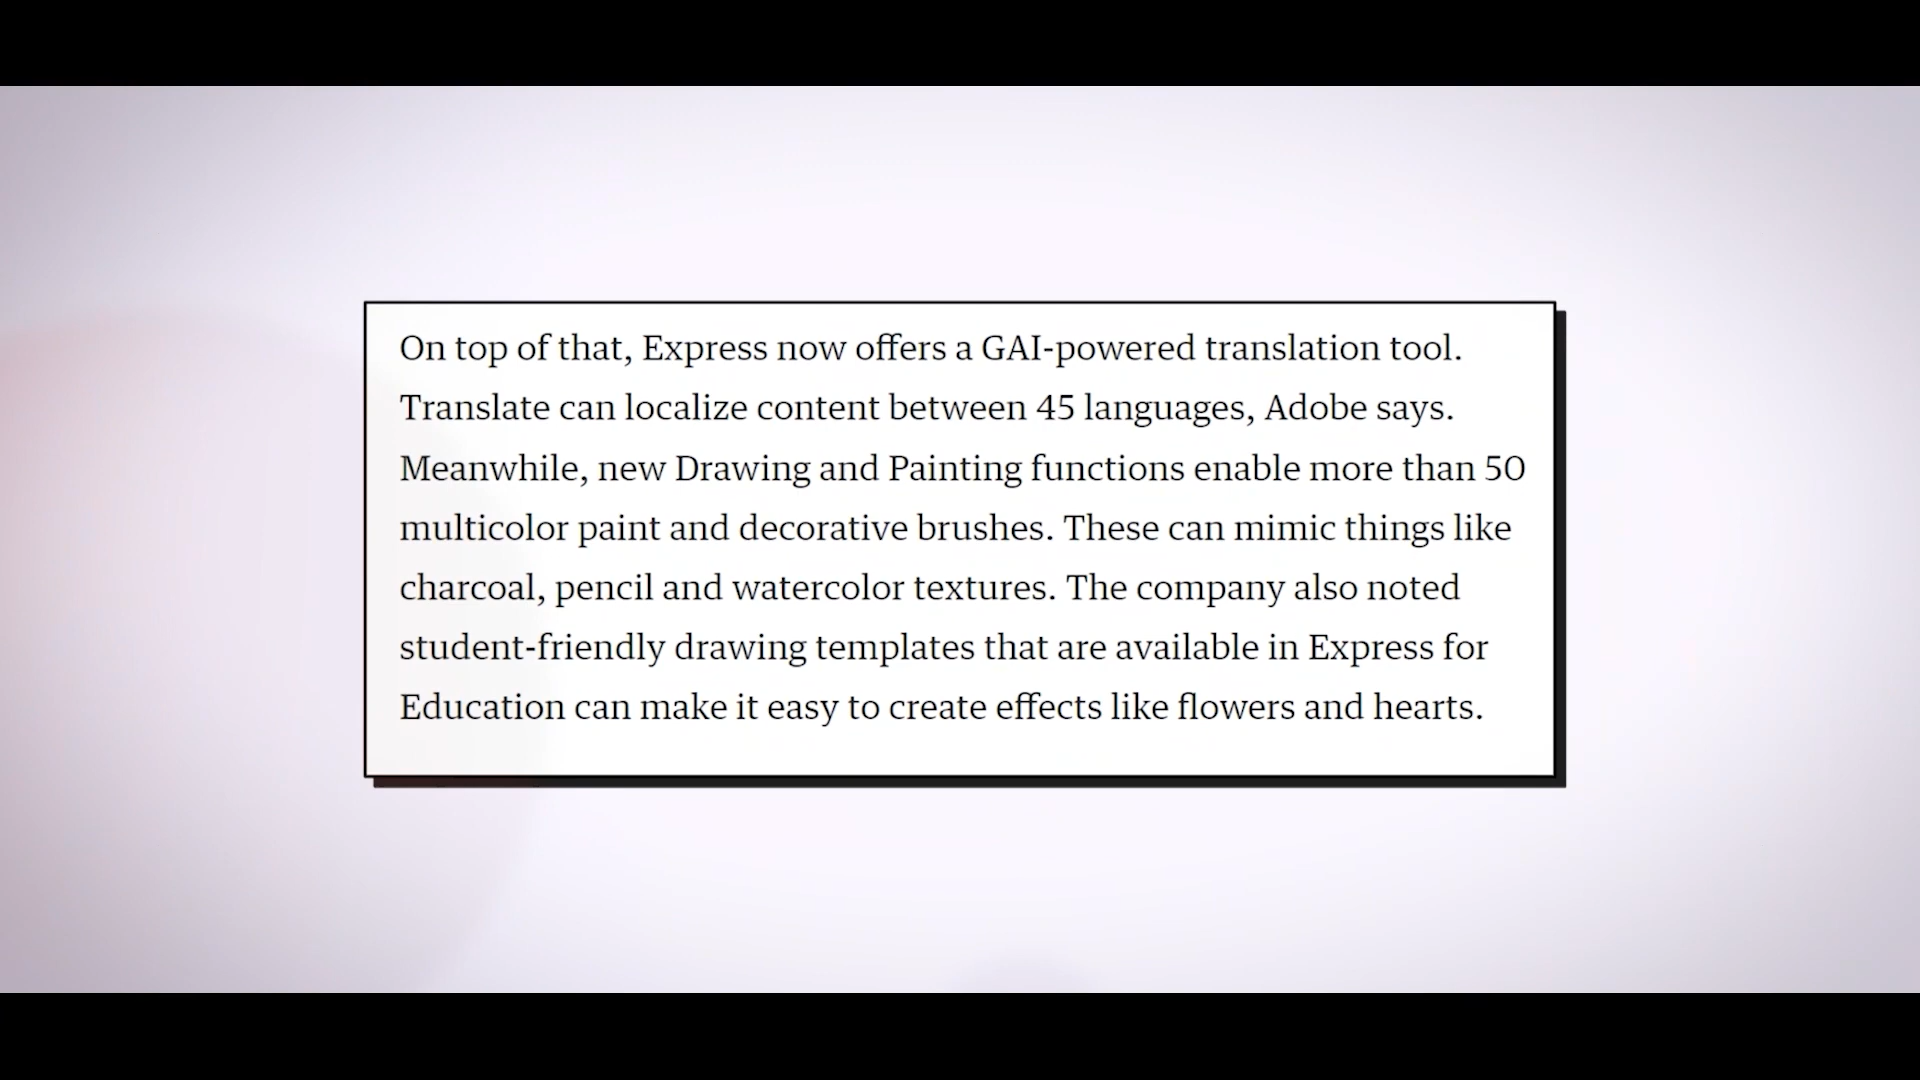 On top of that, Express now offers a GAI-powered translation tool.
Translate can localize content between 45 languages, Adobe says.
Meanwhile, new Drawing and Painting functions enable more than 50
multicolor paint and decorative brushes. These can mimic things like
charcoal, pencil and watercolor textures. The company also noted
student-friendly drawing templates that are available in Express for
Education can make it easy to create effects like flowers and hearts.